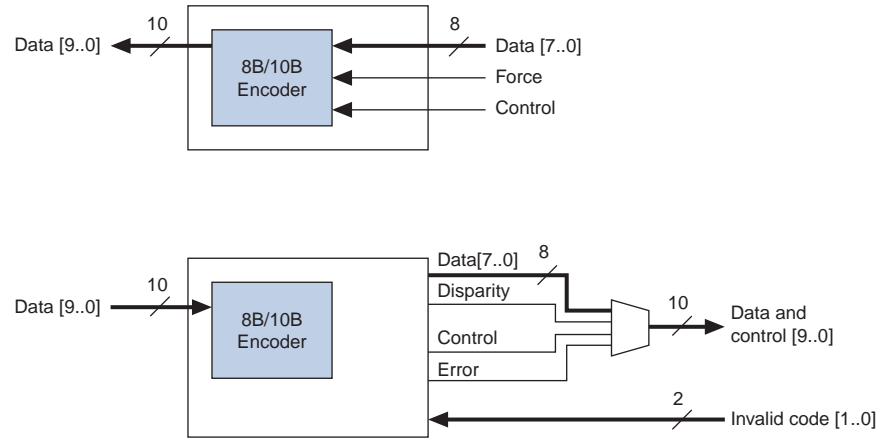 10
8
Data [9..0]
8B/10B
Encoder
Data [7..0]
Force
Control
Data[7..0]
8
Disparity
Control
Error
10
Data [9..0]
8B/10B
Encoder
10
Data and
control [9..0]
2
Invalid code [1..0]